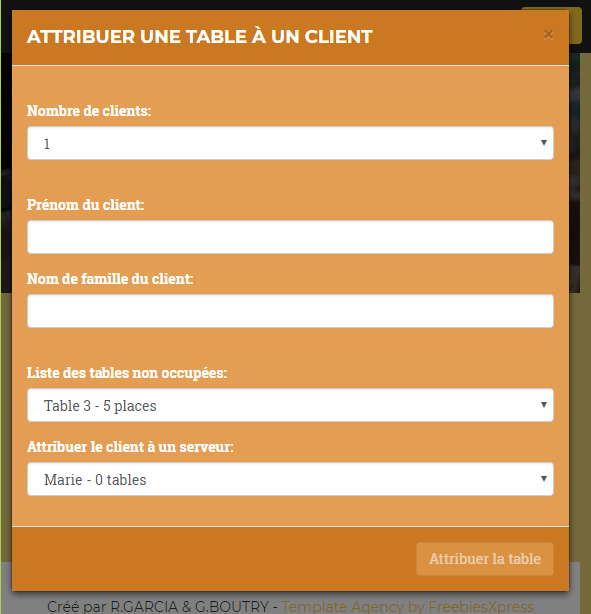 ATTRIBUER UNE TABLE À UN CLIENT ×
Nombre de clients:
1
Prénom du client:
Nom de famille du client:
Liste des tables non occupées:
Table 3 - 5 places
Attribuer le client à un serveur:
Marie - 0 tables
Attribuer la table
Créé par R.GARCIA & G.BOUTRY - Template Agency by FreebiesXpress